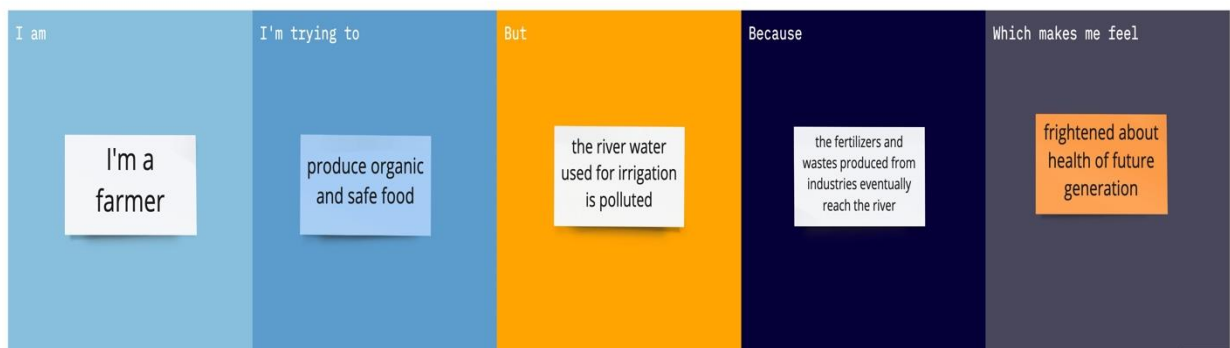 I am
I'm a
farmer
I'm trying to
produce organic
and safe food
But
the river water
used for irrigation
is polluted
Because
the fertilizers and
wastes produced from
industries eventually
reach the river
Which makes me feel
frightened about
health of future
generation